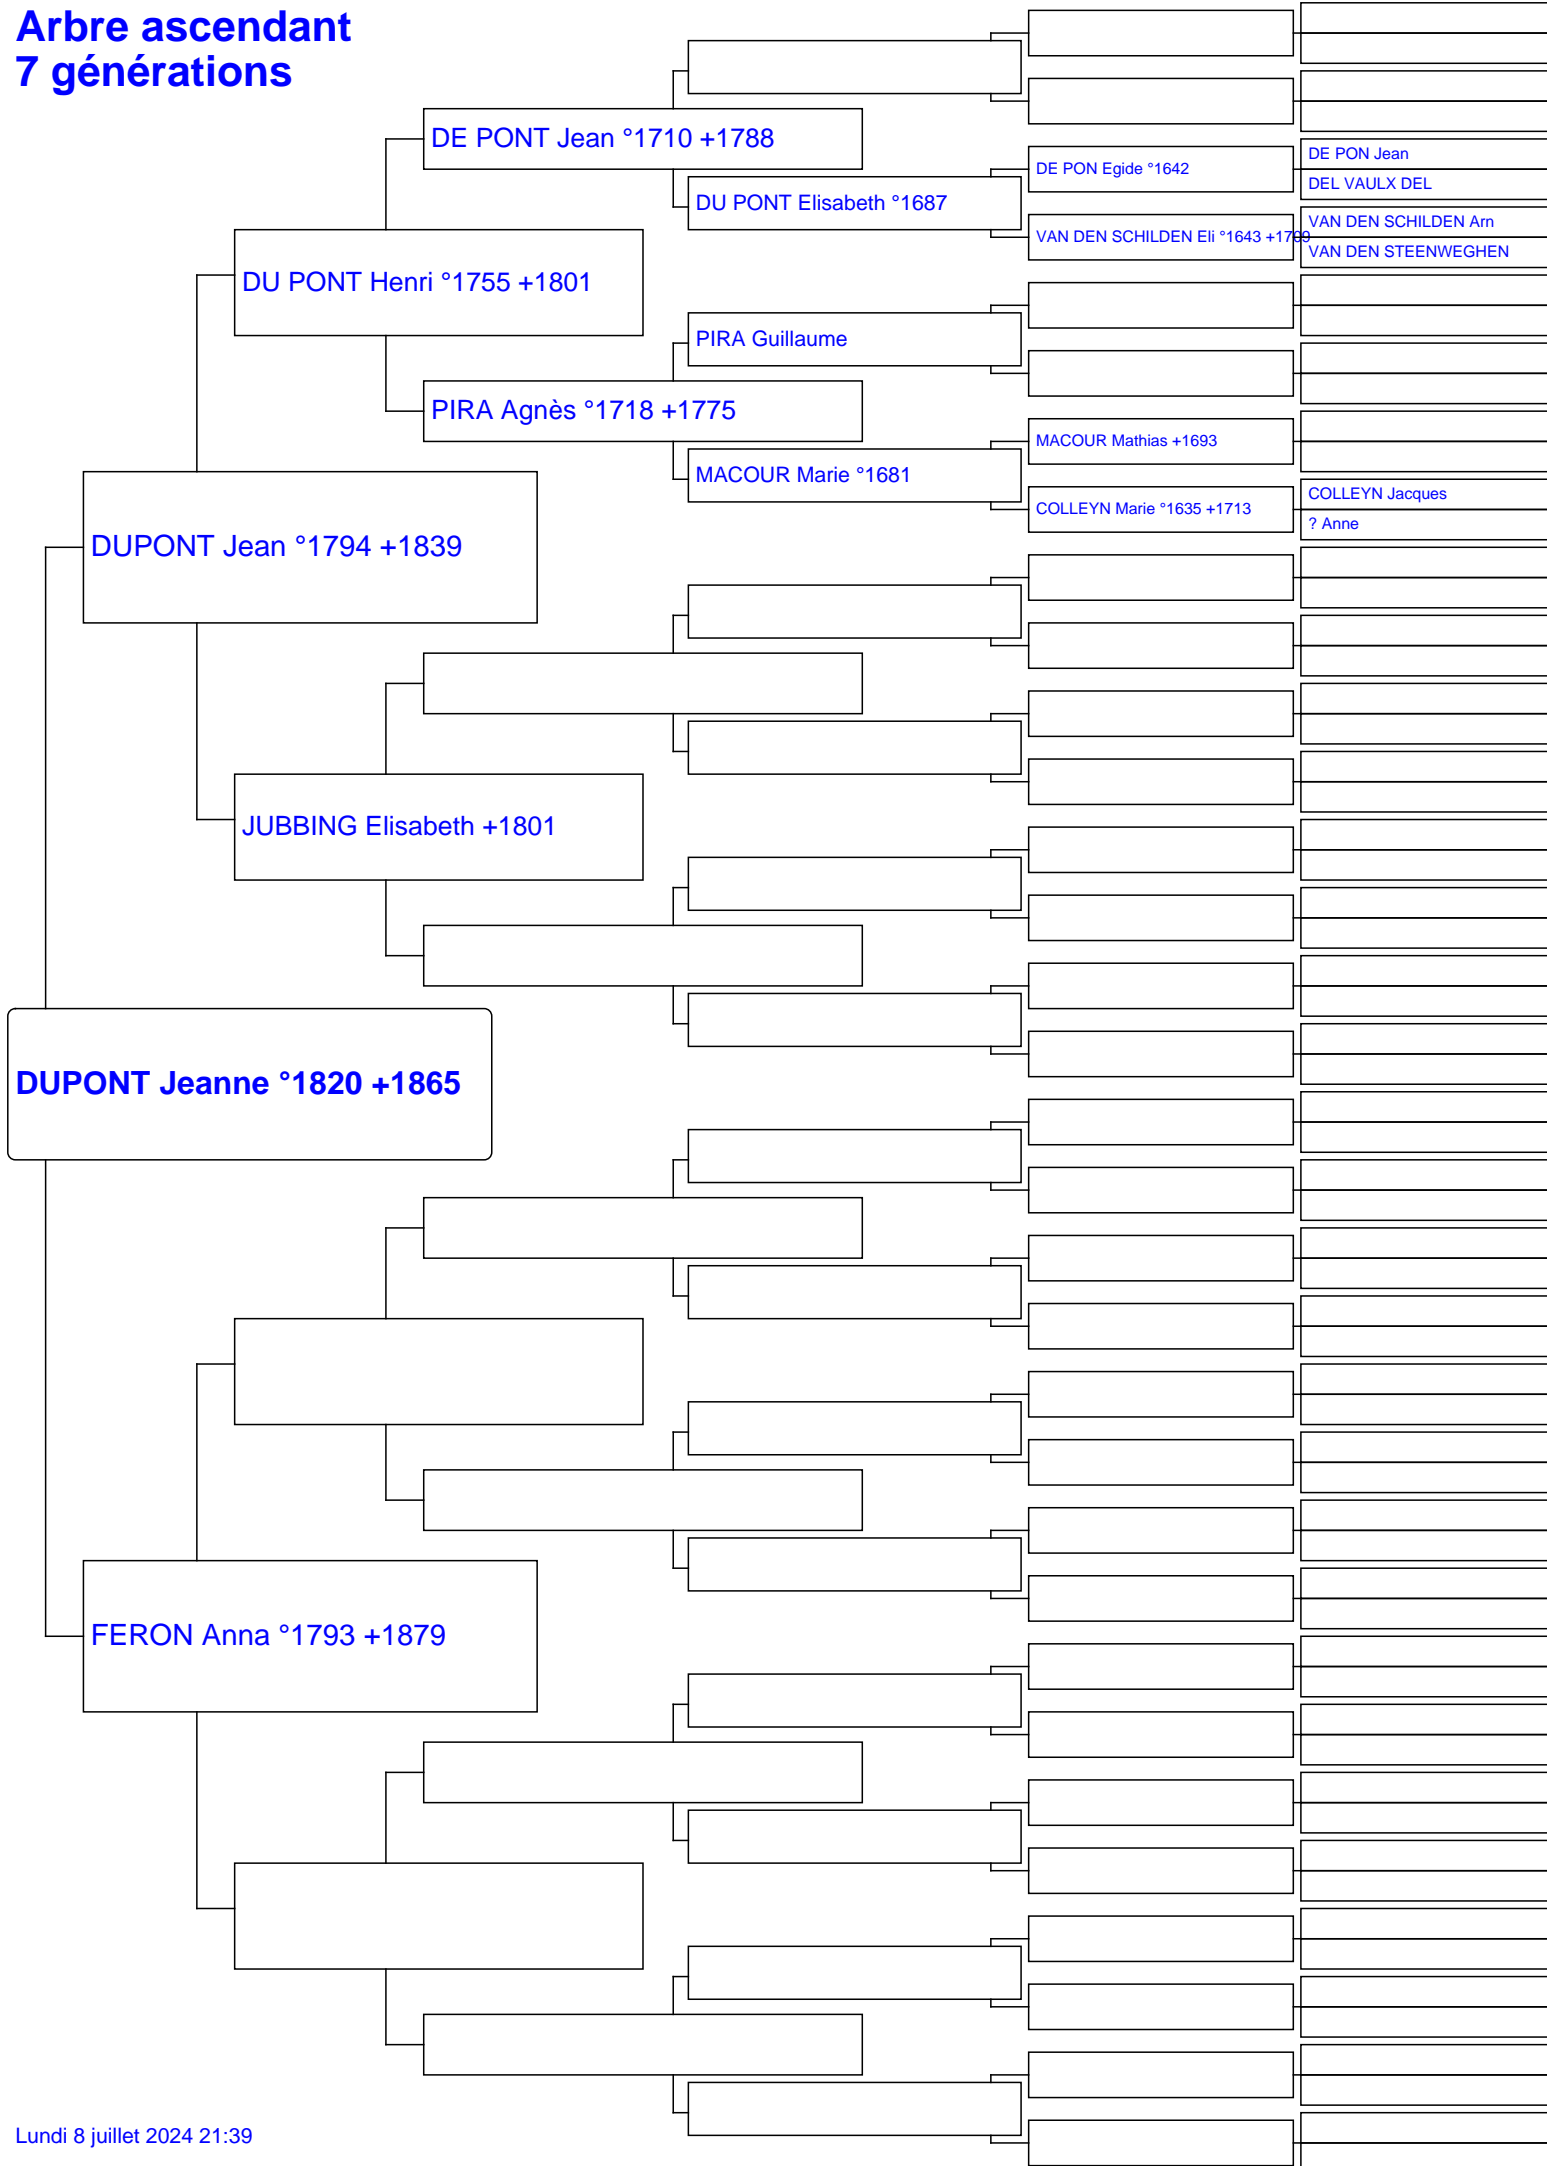 Arbre ascendant
7 générations
DE PONT Jean °1710 +1788
DE PON Egide °1642
DE PON Jean
DEL VAULX DEL
DU PONT Elisabeth °1687
VAN DEN SCHILDEN Eli °1643 +1709
VAN DEN SCHILDEN Arn
VAN DEN STEENWEGHEN
DU PONT Henri °1755 +1801
PIRA Guillaume
PIRA Agnès °1718 +1775
MACOUR Mathias +1693
MACOUR Marie °1681
COLLEYN Marie °1635 +1713
COLLEYN Jacques
? Anne
DUPONT Jean °1794 +1839
JUBBING Elisabeth +1801
DUPONT Jeanne °1820 +1865
FERON Anna °1793 +1879
Lundi 8 juillet 2024 21:39